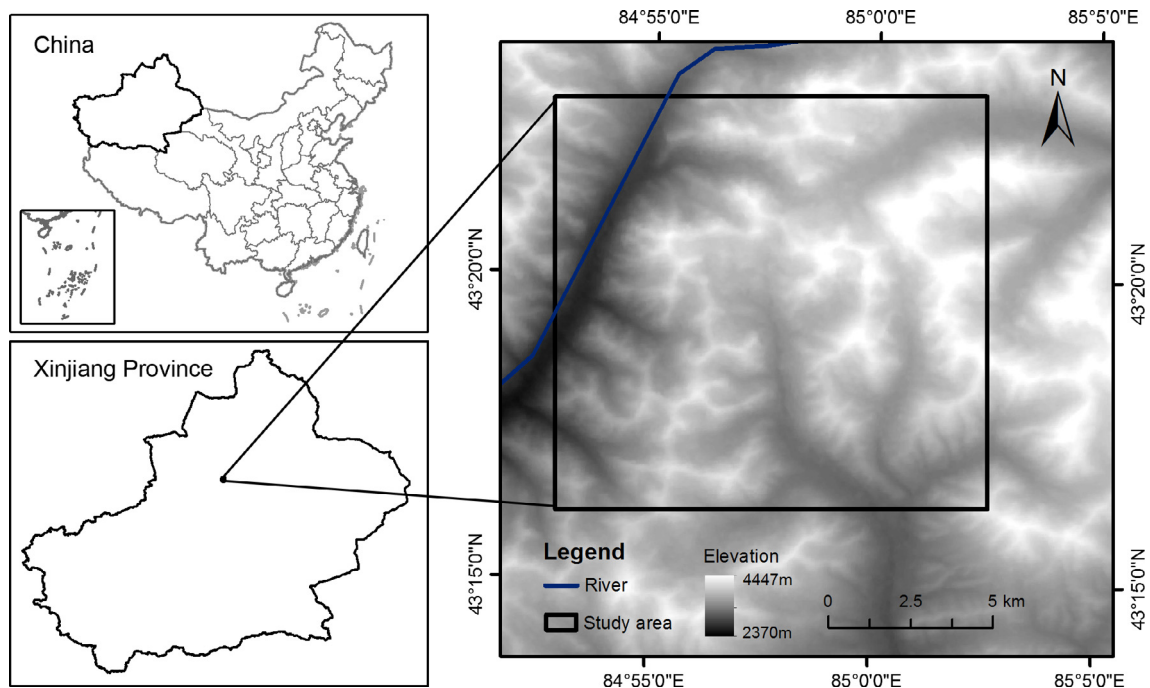 China
Xinjiang Province
84°55'0"E
85°0'0"E
85°5'0"E
N
43°20'0"N
43°20'0"N
43°15'0"N
43°15'0"N
Legend
River
Study area
Elevation
4447m
2370m
0
2.5
5 km
84°55'0"E
85°0'0"E
85°5'0"E